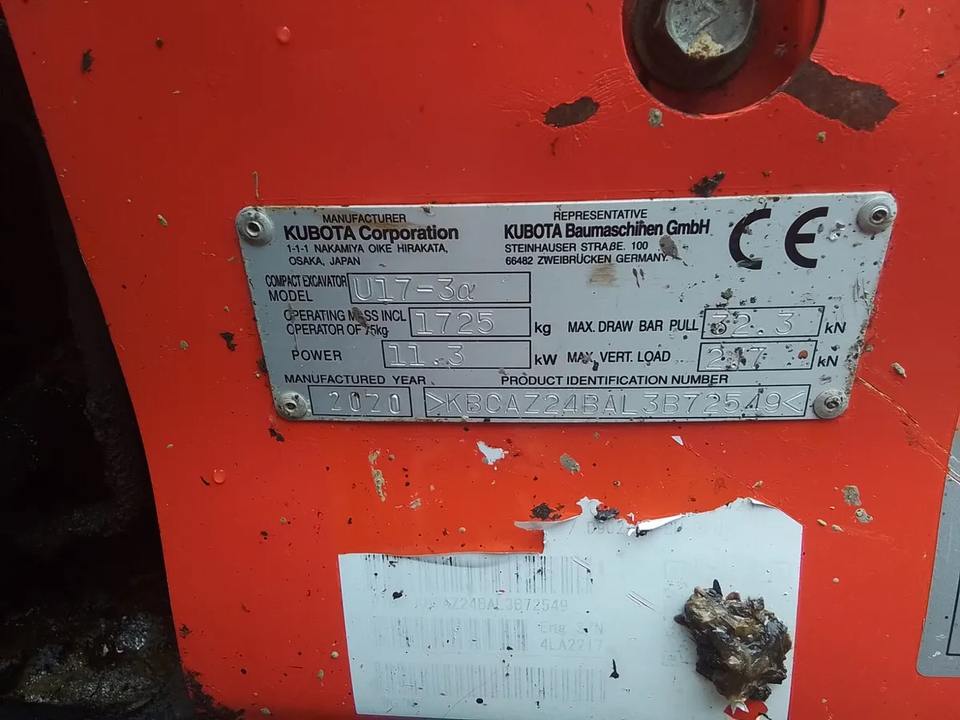 MANUFACTURER
KUBOTA Corporation
1-1-1 NAKAMIYA OIKE HIRAKATA,
OSAKA, JAPAN
REPRESENTATIVE
KUBOTA Baumaschinen GmbH
STEINHAUSER STRAßE. 100
66482 ZWEIBRÜCKEN GERMANY.
CE
COMPACT EXCAVATOR
MODEL U17-3α
OPERATING MASS INCL
OPERATOR OF 75kg 1725 kg
MAX. DRAW BAR PULL 32.3 kN
POWER 11.3 kW
MAX. VERT. LOAD kN
MANUFACTURED YEAR 2020
PRODUCT IDENTIFICATION NUMBER
>KBCAZ24BAL3B72549<
AZ24BAL3B72549
Eng S/N
4LA2217